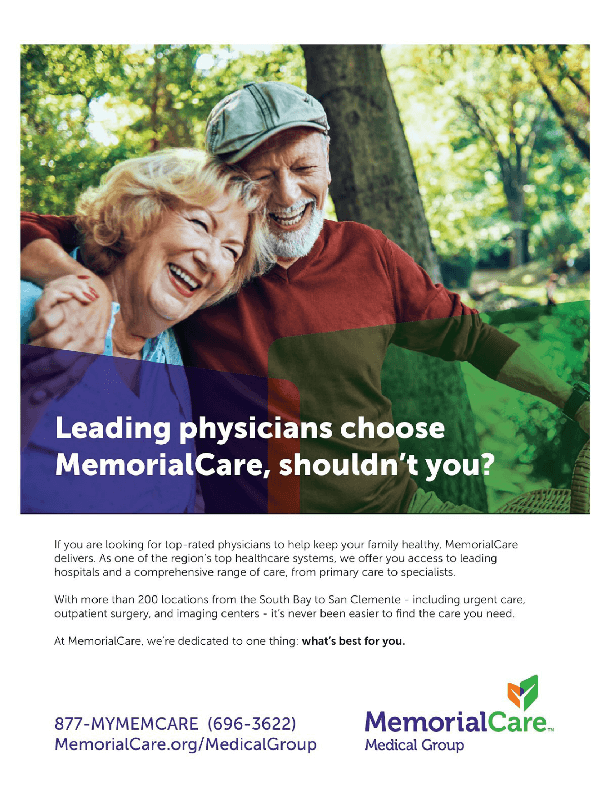 Leading physicians choose
MemorialCare, shouldn't you?
If you are looking for top-rated physicians to help keep your family healthy, MemorialCare
delivers. As one of the region's top healthcare systems, we offer you access to leading
hospitals and a comprehensive range of care, from primary care to specialists.
With more than 200 locations from the South Bay to San Clemente - including urgent care,
outpatient surgery, and imaging centers - it's never been easier to find the care you need.
At MemorialCare, we're dedicated to one thing: what's best for you.
877-MYMEMCARE (696-3622)
MemorialCare.org/MedicalGroup
MemorialCare™
Medical Group